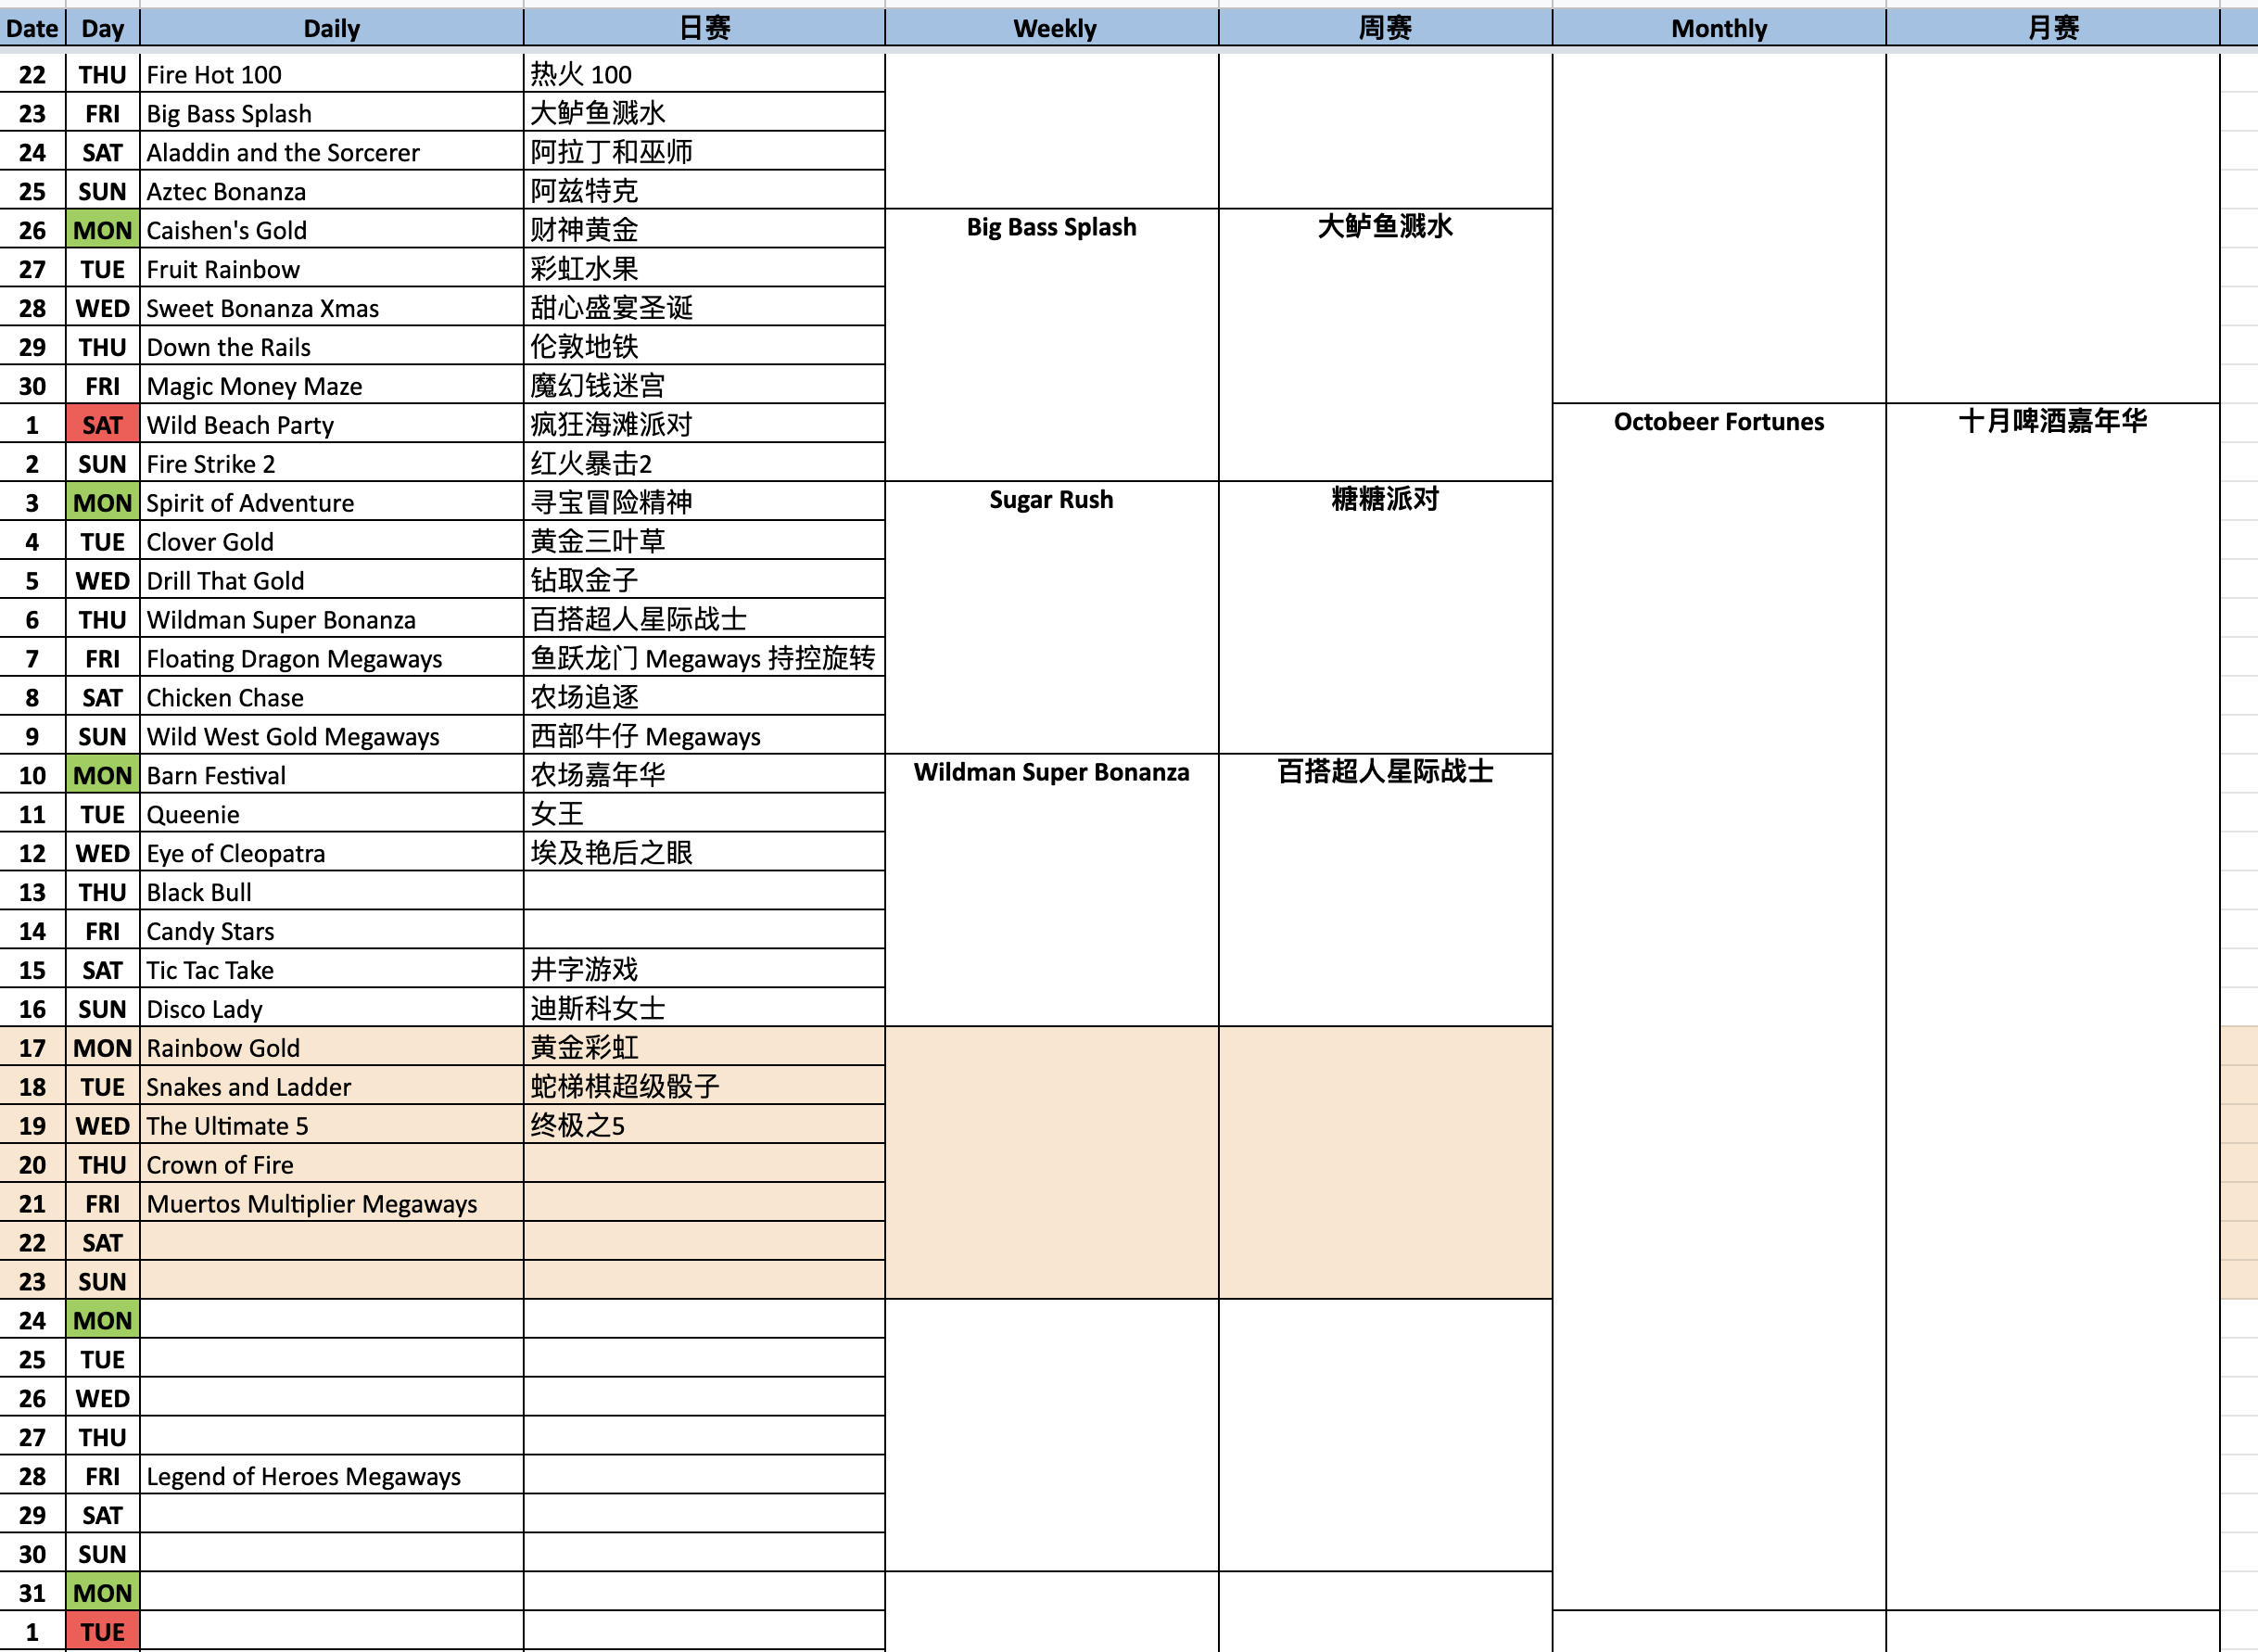 Date Day Daily 日赛 Weekly 周赛 Monthly 月赛
22 THU Fire Hot 100 热火 100
23 FRI Big Bass Splash 大鲈鱼溅水
24 SAT Aladdin and the Sorcerer 阿拉丁和巫师
25 SUN Aztec Bonanza 阿兹特克
26 MON Caishen's Gold 财神黄金 Big Bass Splash 大鲈鱼溅水
27 TUE Fruit Rainbow 彩虹水果
28 WED Sweet Bonanza Xmas 甜心盛宴圣诞
29 THU Down the Rails 伦敦地铁
30 FRI Magic Money Maze 魔幻钱迷宫
1 SAT Wild Beach Party 疯狂海滩派对 Octobeer Fortunes 十月啤酒嘉年华
2 SUN Fire Strike 2 红火暴击2
3 MON Spirit of Adventure 寻宝冒险精神 Sugar Rush 糖糖派对
4 TUE Clover Gold 黄金三叶草
5 WED Drill That Gold 钻取金子
6 THU Wildman Super Bonanza 百搭超人星际战士
7 FRI Floating Dragon Megaways 鱼跃龙门 Megaways 持控旋转
8 SAT Chicken Chase 农场追逐
9 SUN Wild West Gold Megaways 西部牛仔 Megaways
10 MON Barn Festival 农场嘉年华 Wildman Super Bonanza 百搭超人星际战士
11 TUE Queenie 女王
12 WED Eye of Cleopatra 埃及艳后之眼
13 THU Black Bull
14 FRI Candy Stars
15 SAT Tic Tac Take 井字游戏
16 SUN Disco Lady 迪斯科女士
17 MON Rainbow Gold 黄金彩虹
18 TUE Snakes and Ladder 蛇梯棋超级骰子
19 WED The Ultimate 5 终极之5
20 THU Crown of Fire
21 FRI Muertos Multiplier Megaways
22 SAT
23 SUN
24 MON
25 TUE
26 WED
27 THU
28 FRI Legend of Heroes Megaways
29 SAT
30 SUN
31 MON
1 TUE